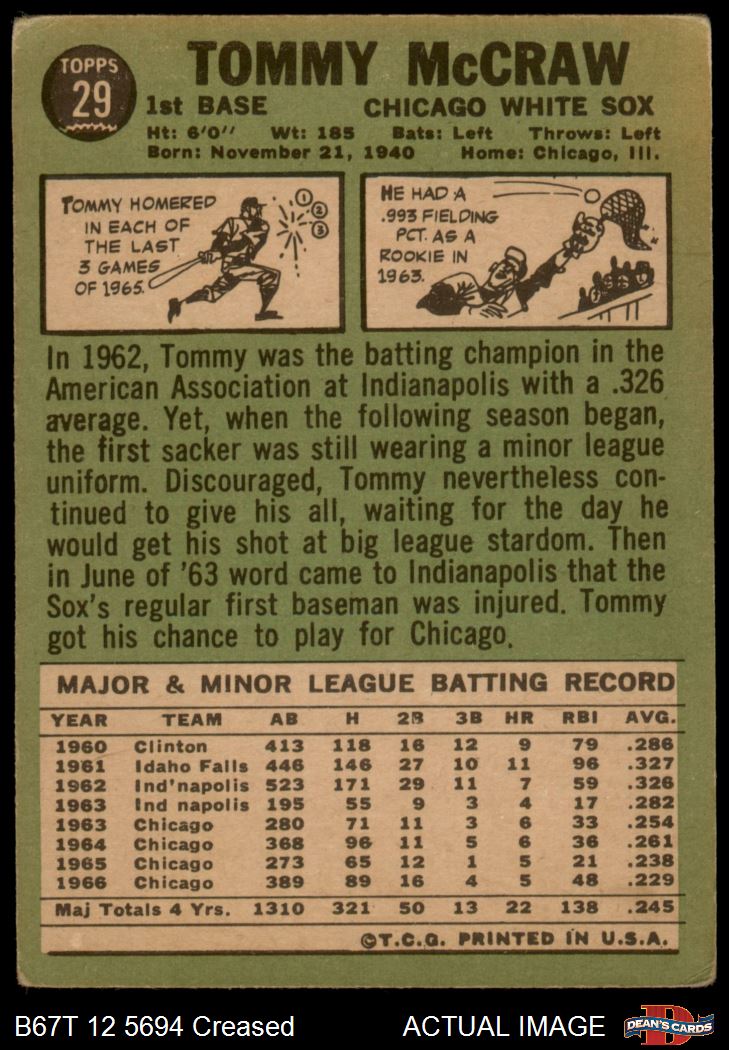 TOPPS
29
TOMMY McCRAW
1st BASE CHICAGO WHITE SOX
Ht: 6'0'' Wt: 185 Bats: Left Throws: Left
Born: November 21, 1940 Home: Chicago, Ill.
TOMMY HOMERED
IN EACH OF
THE LAST
3 GAMES
OF 1965.
1
2
3
HE HAD A
.993 FIELDING
PCT. AS A
ROOKIE IN
1963.
In 1962, Tommy was the batting champion in the
American Association at Indianapolis with a .326
average. Yet, when the following season began,
the first sacker was still wearing a minor league
uniform. Discouraged, Tommy nevertheless con-
tinued to give his all, waiting for the day he
would get his shot at big league stardom. Then
in June of '63 word came to Indianapolis that the
Sox's regular first baseman was injured. Tommy
got his chance to play for Chicago.
MAJOR & MINOR LEAGUE BATTING RECORD
YEAR TEAM AB H 2B 3B HR RBI AVG.
1960 Clinton 413 118 16 12 9 79 .286
1961 Idaho Falls 446 146 27 10 11 96 .327
1962 Ind'napolis 523 171 29 11 7 59 .326
1963 Ind napolis 195 55 9 3 4 17 .282
1963 Chicago 280 71 11 3 6 33 .254
1964 Chicago 368 96 11 5 6 36 .261
1965 Chicago 273 65 12 1 5 21 .238
1966 Chicago 389 89 16 4 5 48 .229
Maj Totals 4 Yrs. 1310 321 50 13 22 138 .245
©T.C.G. PRINTED IN U.S.A.
B67T 12 5694 Creased ACTUAL IMAGE
DEAN'S CARDS